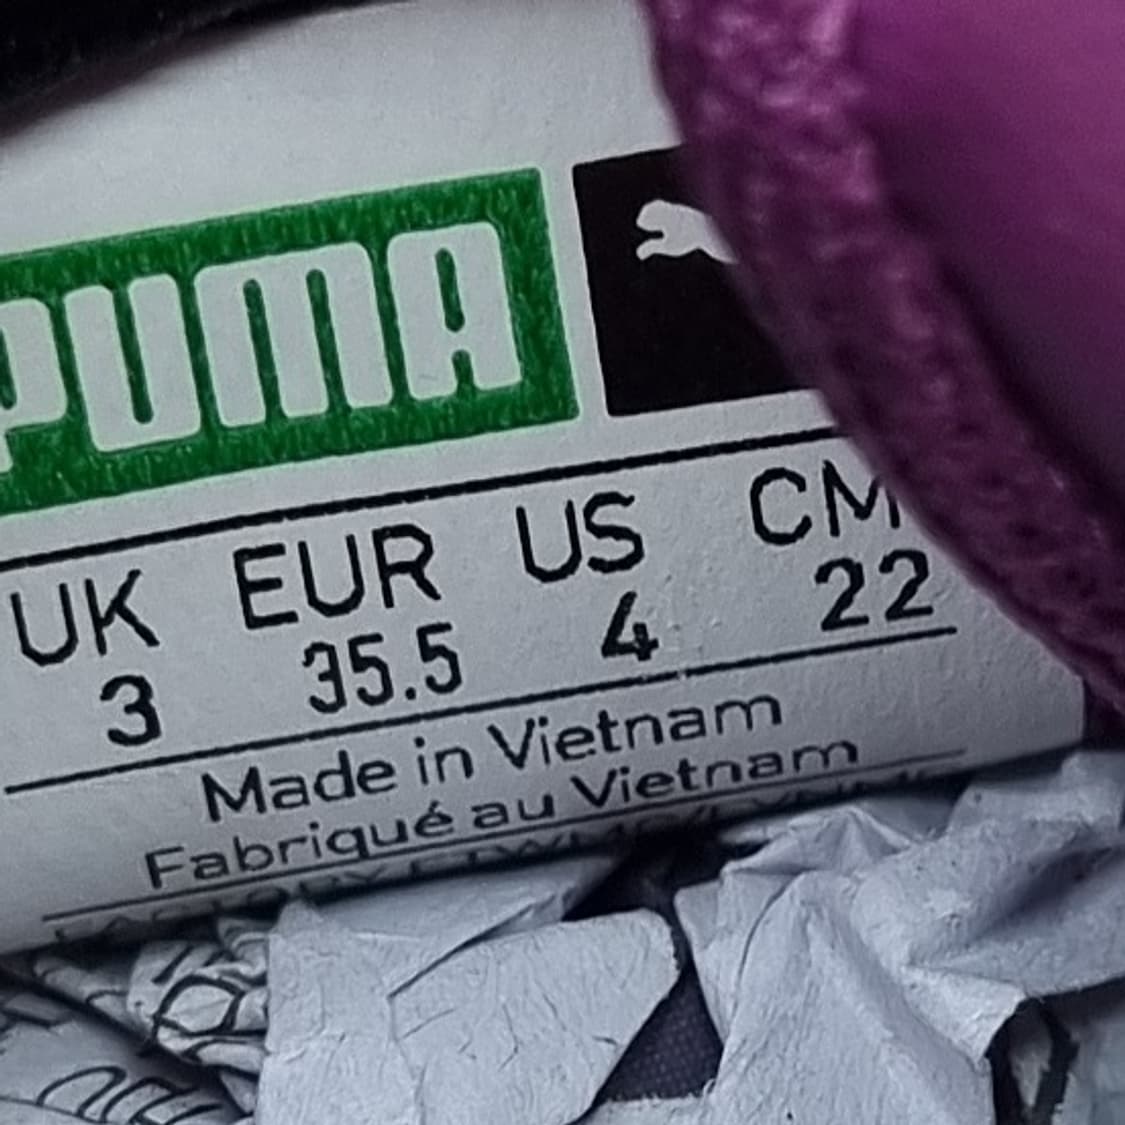 PUMA
UK EUR US CM
3 35.5 4 22
Made in Vietnam
Fabriqué au Vietnam